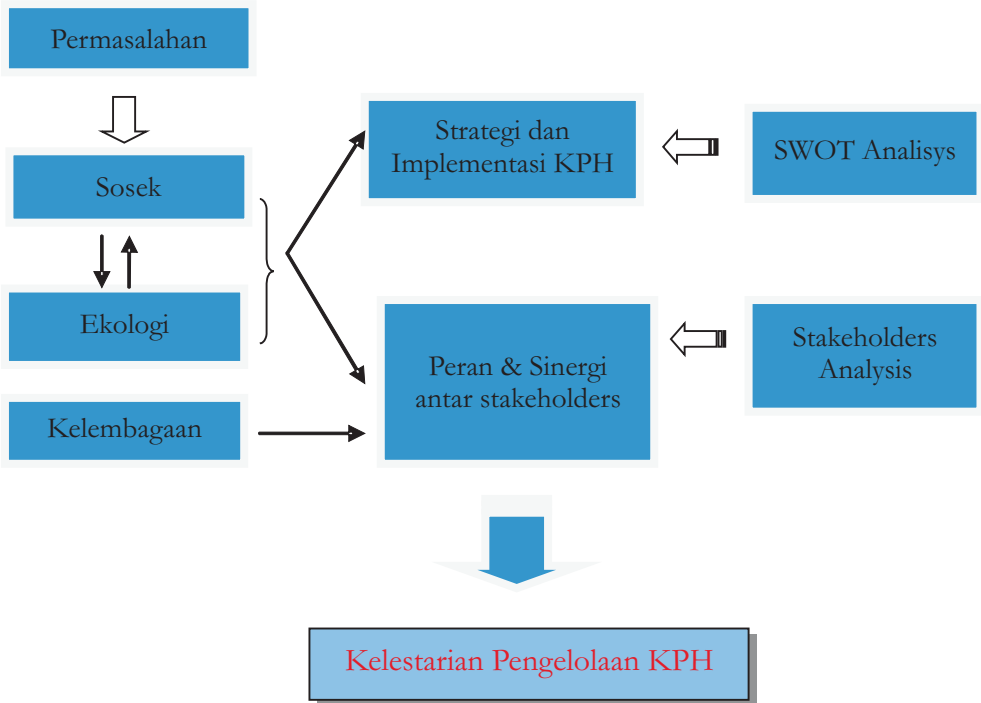 Permasalahan
Sosek
Ekologi
Kelembagaan
Strategi dan
Implementasi KPH
Peran & Sinergi
antar stakeholders
SWOT Analisys
Stakeholders
Analysis
Kelestarian Pengelolaan KPH